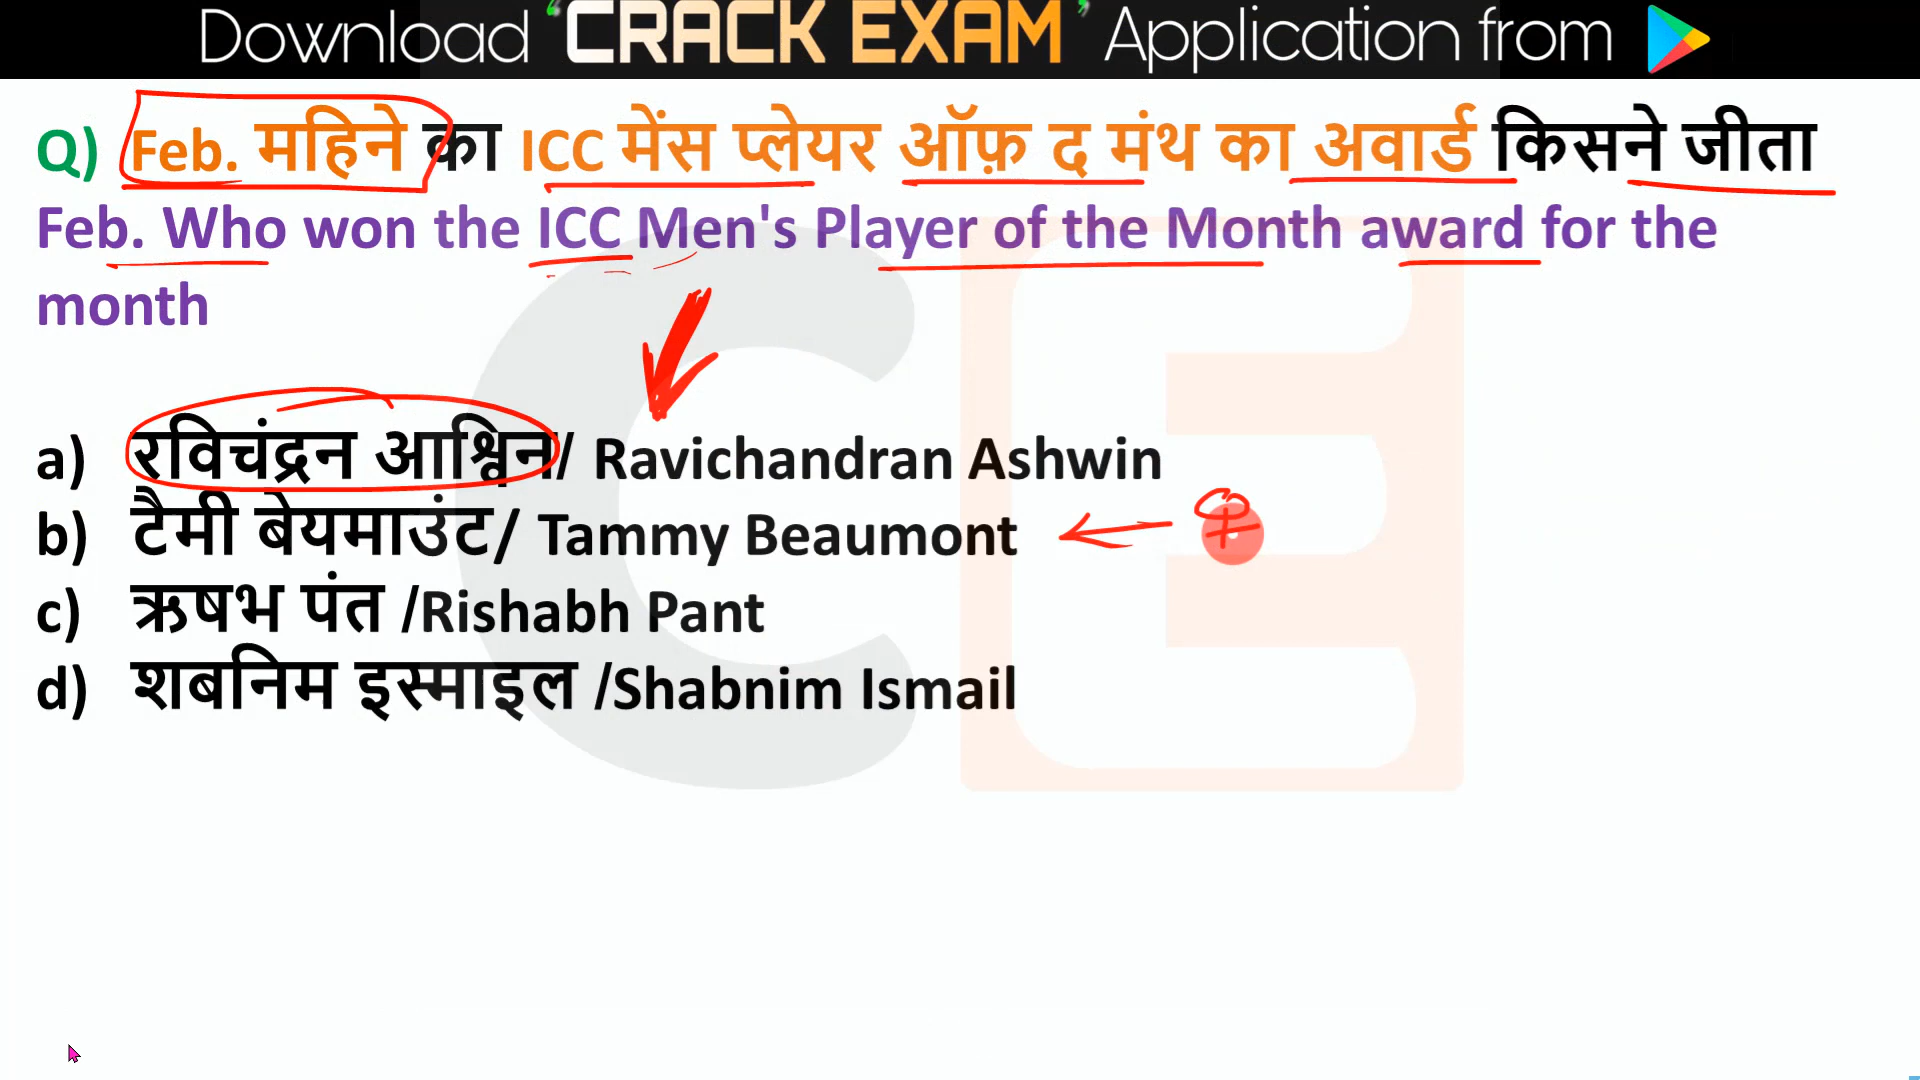 Download ‘CRACK EXAM’ Application from
Q) Feb. महिने का ICC मेंस प्लेयर ऑफ़ द मंथ का अवार्ड किसने जीता
Feb. Who won the ICC Men's Player of the Month award for the
month
a) रविचंद्रन आश्विन/ Ravichandran Ashwin
b) टैमी बेयमाउंट/ Tammy Beaumont
c) ऋषभ पंत /Rishabh Pant
d) शबनिम इस्माइल /Shabnim Ismail
CE